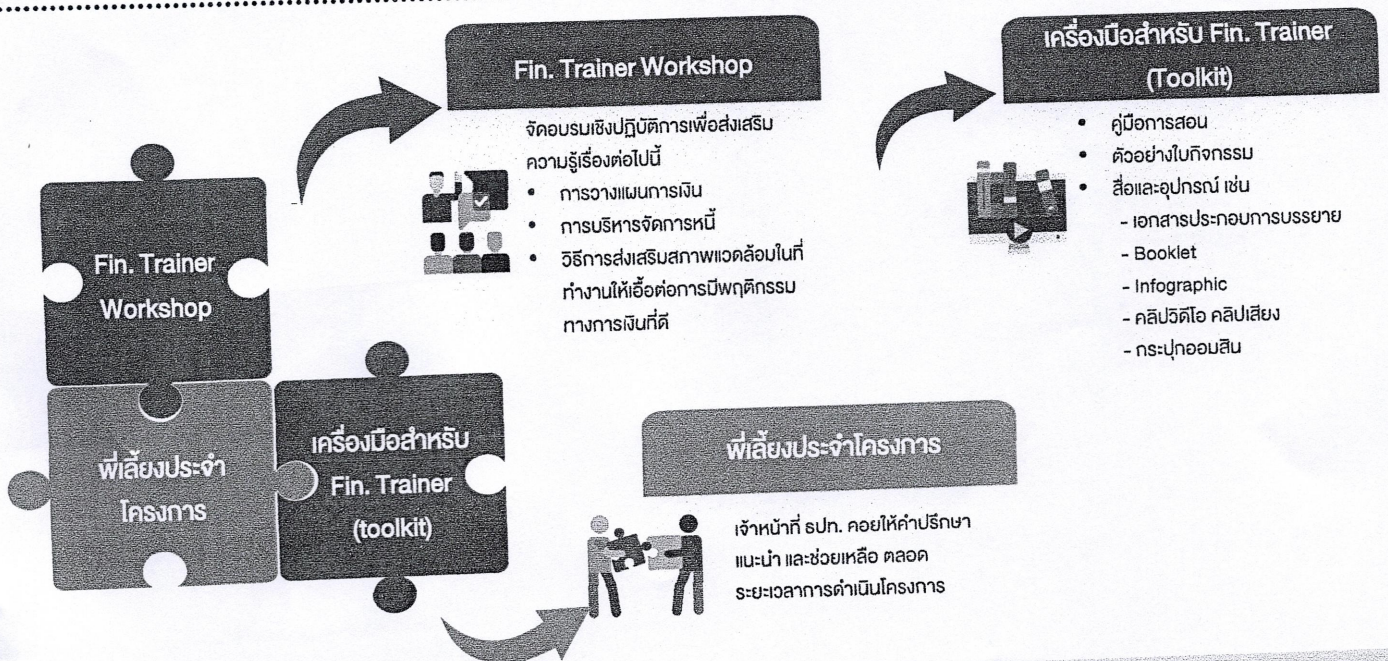 Fin. Trainer
Workshop
พี่เลี้ยงประจำ
โครงการ
เครื่องมือสำหรับ
Fin. Trainer
(toolkit)
Fin. Trainer Workshop
จัดอบรมเชิงปฏิบัติการเพื่อส่งเสริม
ความรู้เรื่องต่อไปนี้
• การวางแผนการเงิน
• การบริหารจัดการหนี้
• วิธีการส่งเสริมสภาพแวดล้อมในที่
ทำงานให้เอื้อต่อการมีพฤติกรรม
ทางการเงินที่ดี
เครื่องมือสำหรับ Fin. Trainer
(Toolkit)
• คู่มือการสอน
• ตัวอย่างใบกิจกรรม
• สื่อและอุปกรณ์ เช่น
- เอกสารประกอบการบรรยาย
- Booklet
- Infographic
- คลิปวิดีโอ คลิปเสียง
- กระปุกออมสิน
พี่เลี้ยงประจำโครงการ
เจ้าหน้าที่ ธปท. คอยให้คำปรึกษา
แนะนำ และช่วยเหลือ ตลอด
ระยะเวลาการดำเนินโครงการ